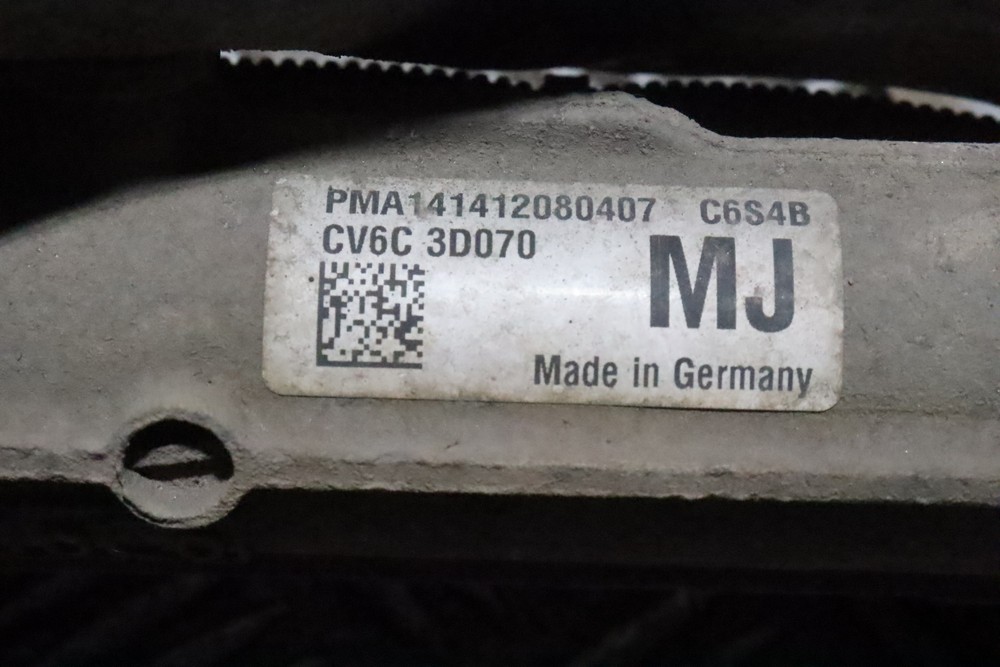 PMA141412080407 C6S4B
CV6C 3D070
MJ
Made in Germany